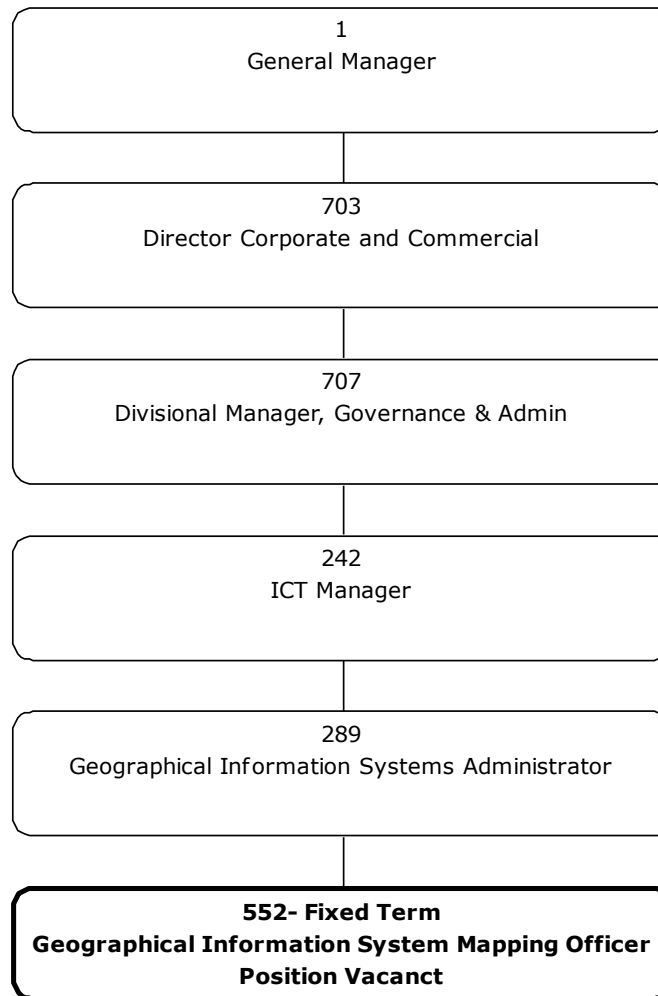 1
General Manager
703
Director Corporate and Commercial
707
Divisional Manager, Governance & Admin
242
ICT Manager
289
Geographical Information Systems Administrator
552- Fixed Term
Geographical Information System Mapping Officer
Position Vacanct